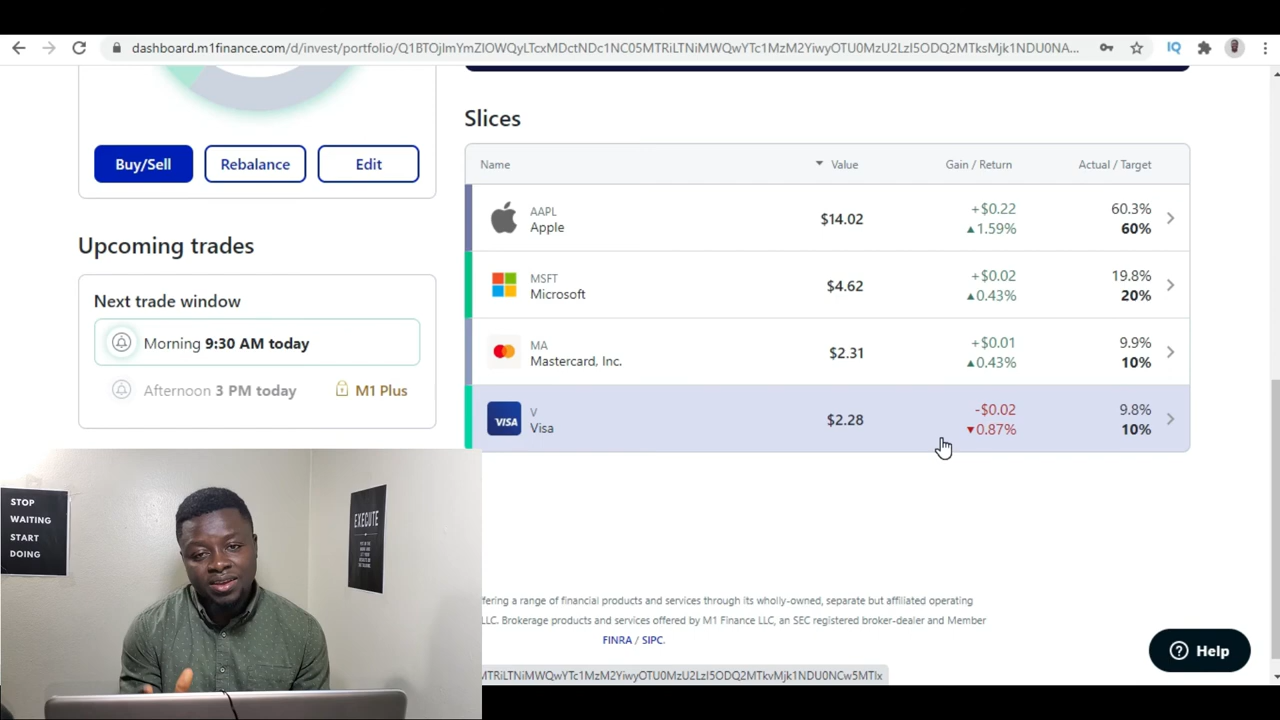 dashboard.m1finance.com/d/invest/portfolio/Q1BTOjlmYmZlOWQyLTcxMDctNDc1NC05MTRiLTNiMWQwYTc1MzM2YiwyOTU0MzU2LzI5ODQ2MTksMjk1NDU0NA...
IQ
Slices
Buy/Sell Rebalance Edit
Name Value Gain / Return Actual / Target
AAPL
Apple
$14.02
+$0.22
1.59%
60.3%
60%
MSFT
Microsoft
$4.62
+$0.02
0.43%
19.8%
20%
MA
Mastercard, Inc.
$2.31
+$0.01
0.43%
9.9%
10%
VISA
V
Visa
$2.28
-$0.02
0.87%
9.8%
10%
Upcoming trades
Next trade window
Morning 9:30 AM today
Afternoon 3 PM today M1 Plus
STOP
WAITING
START
DOING
EXECUTE
ffering a range of financial products and services through its wholly-owned, separate but affiliated operating
LLC. Brokerage products and services offered by M1 Finance LLC, an SEC registered broker-dealer and Member
FINRA / SIPC.
Help